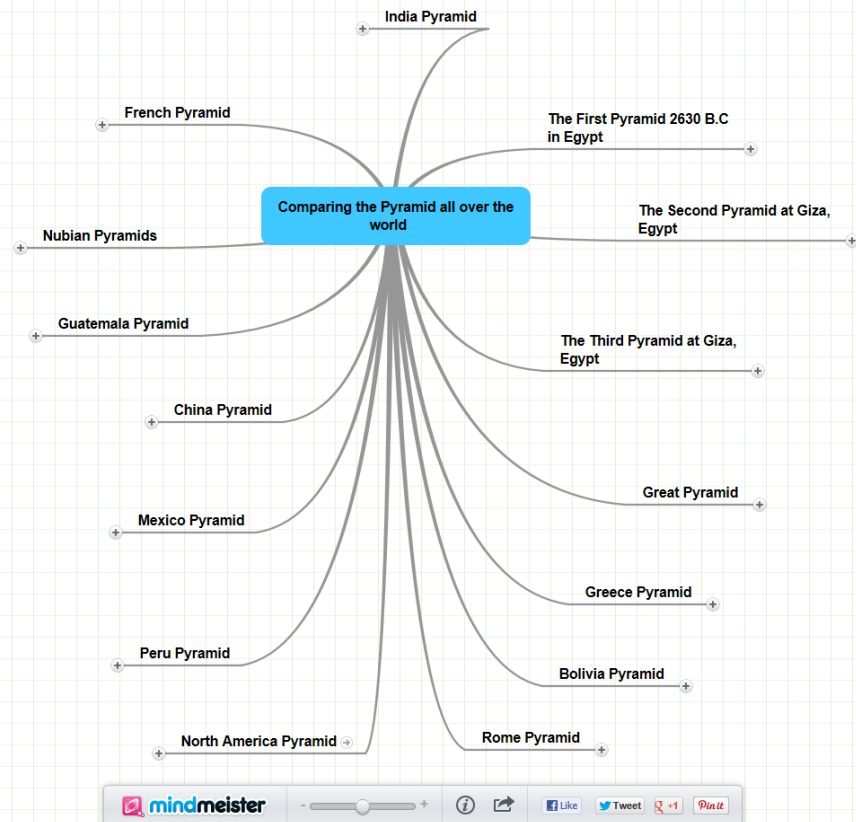 India Pyramid
French Pyramid
The First Pyramid 2630 B.C
in Egypt
Comparing the Pyramid all over the
world
The Second Pyramid at Giza,
Egypt
Nubian Pyramids
Guatemala Pyramid
The Third Pyramid at Giza,
Egypt
China Pyramid
Great Pyramid
Mexico Pyramid
Greece Pyramid
Peru Pyramid
Bolivia Pyramid
North America Pyramid
Rome Pyramid
mindmeister
Like
Tweet
g +1
Pin it